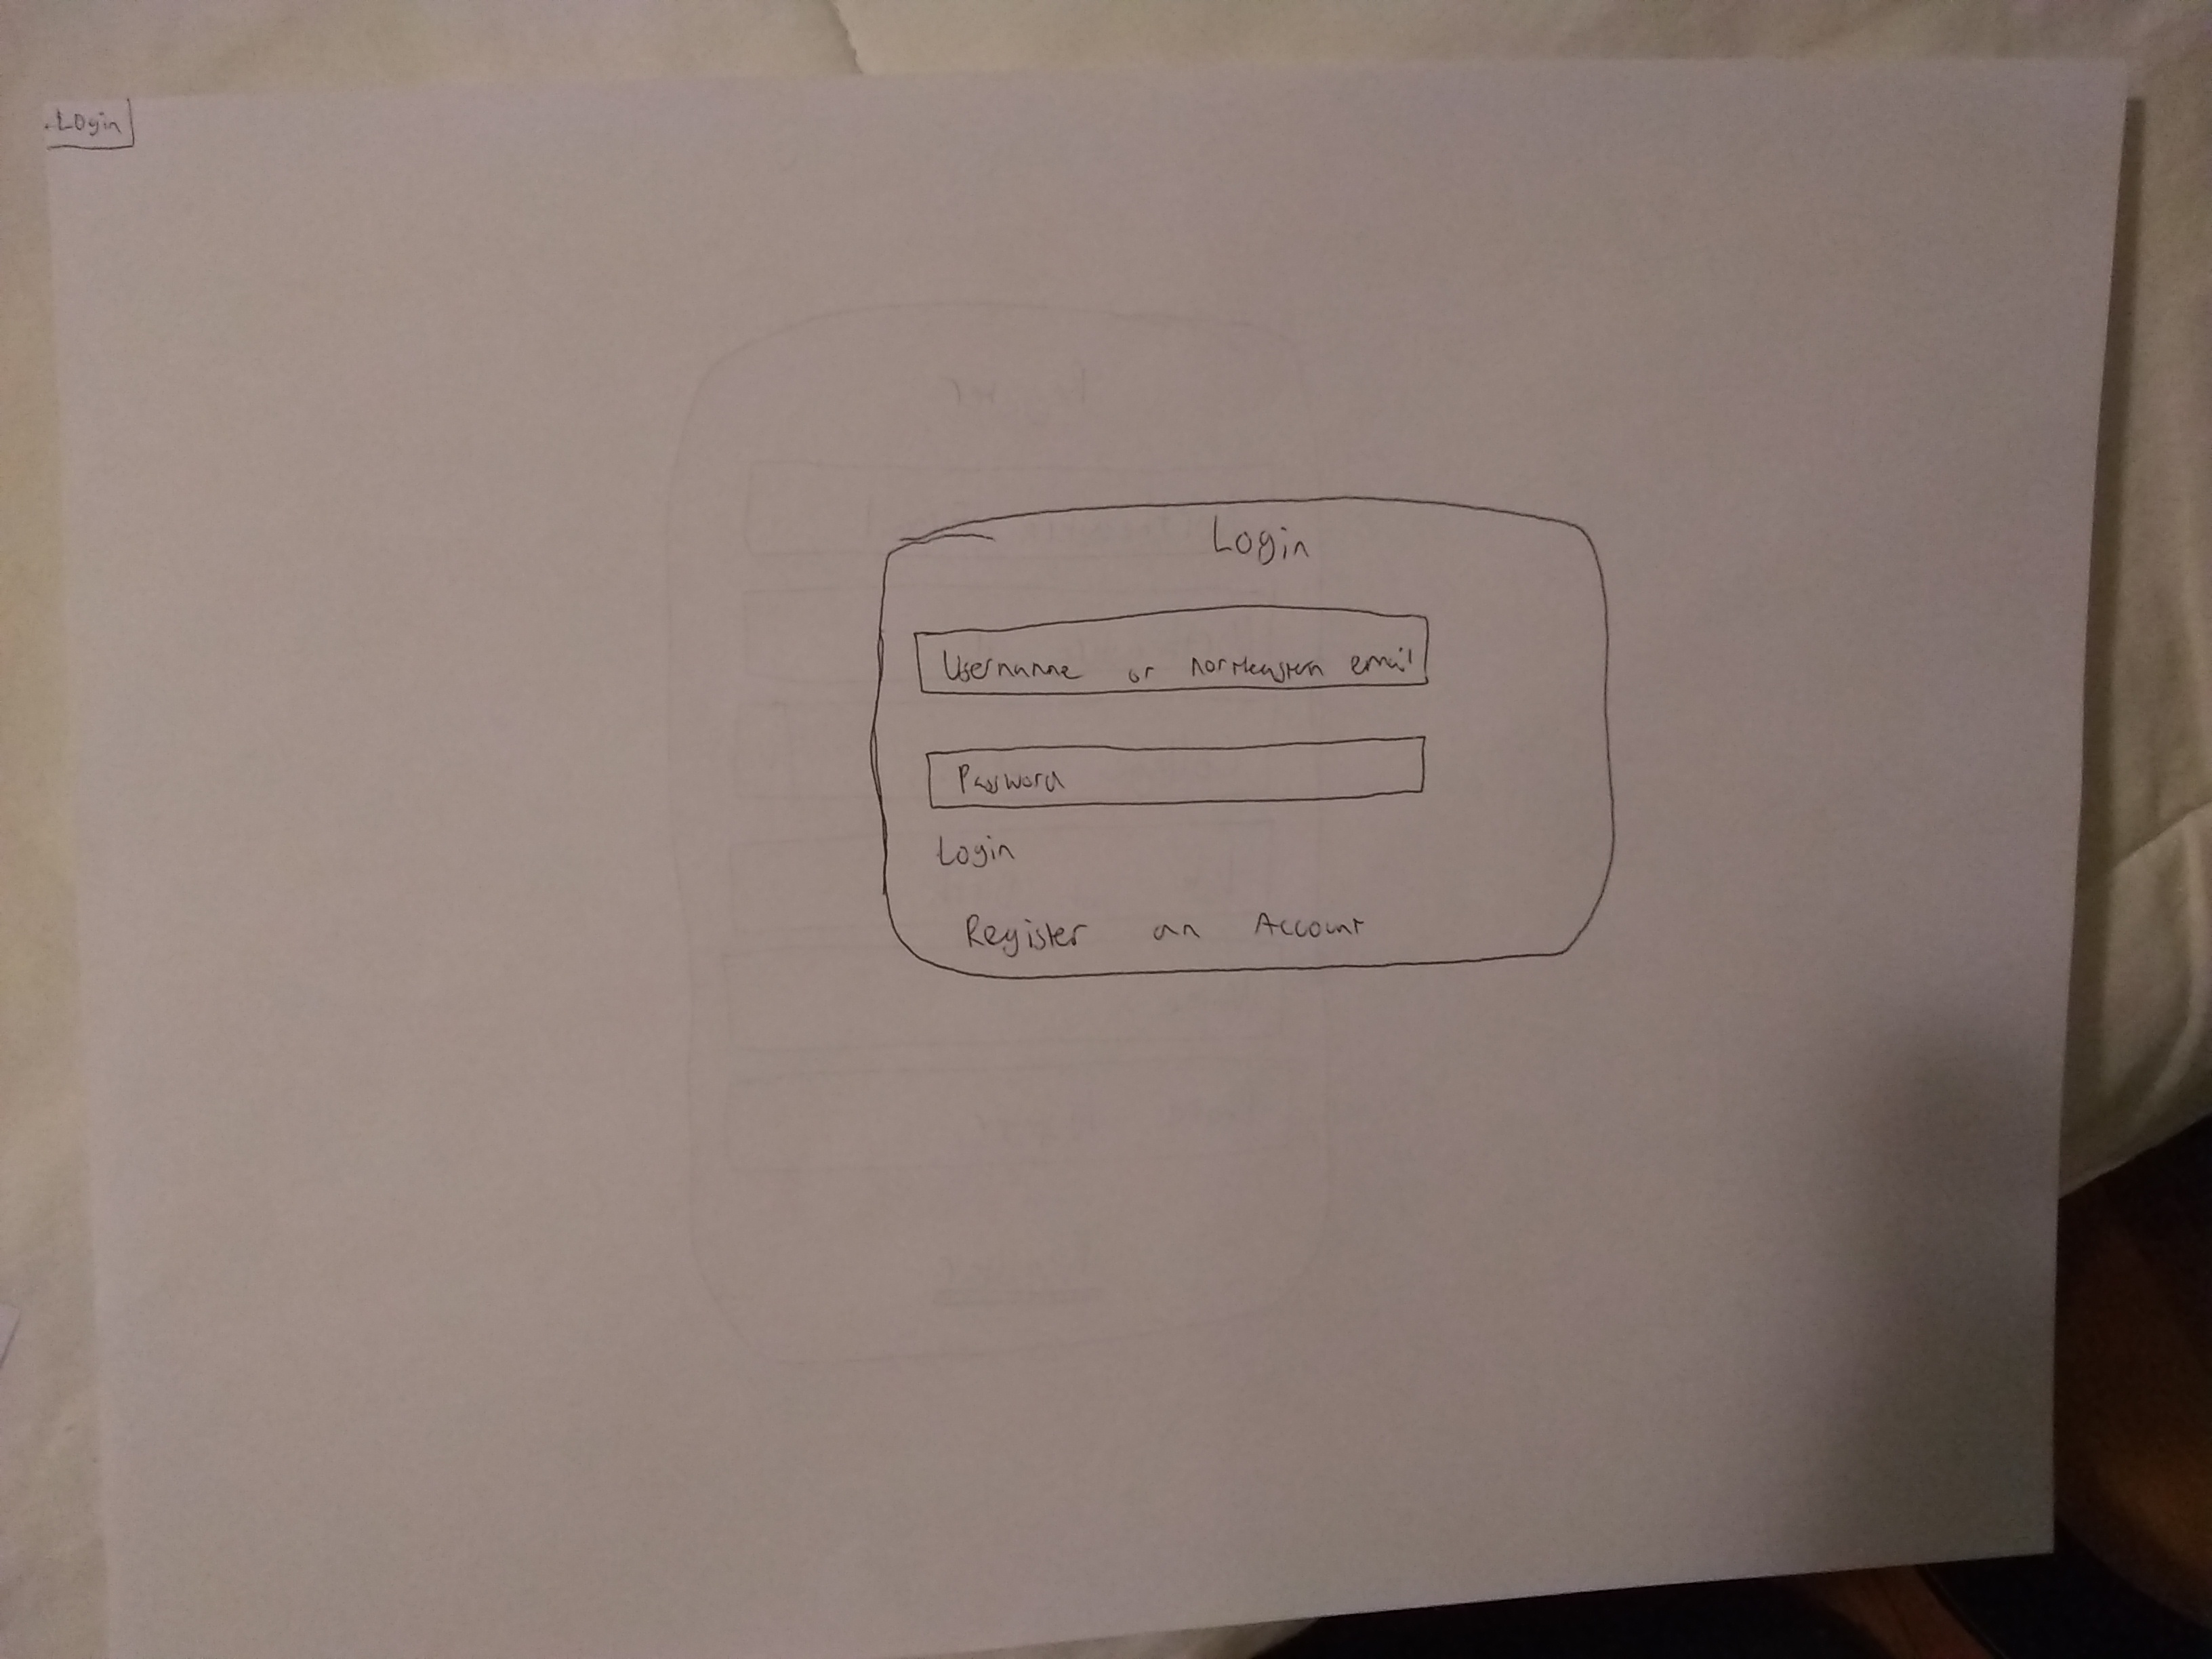 Login
Login
Username or northeastern email
Password
Login
Register an Account